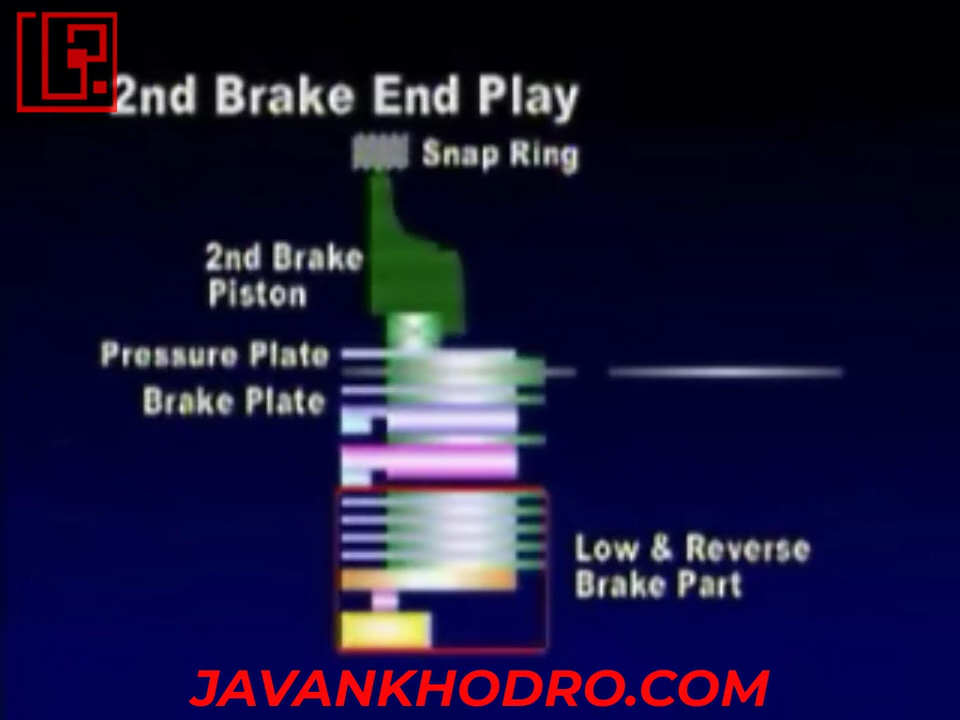 2nd Brake End Play
Snap Ring
2nd Brake
Piston
Pressure Plate
Brake Plate
Low & Reverse
Brake Part
JAVANKHODRO.COM